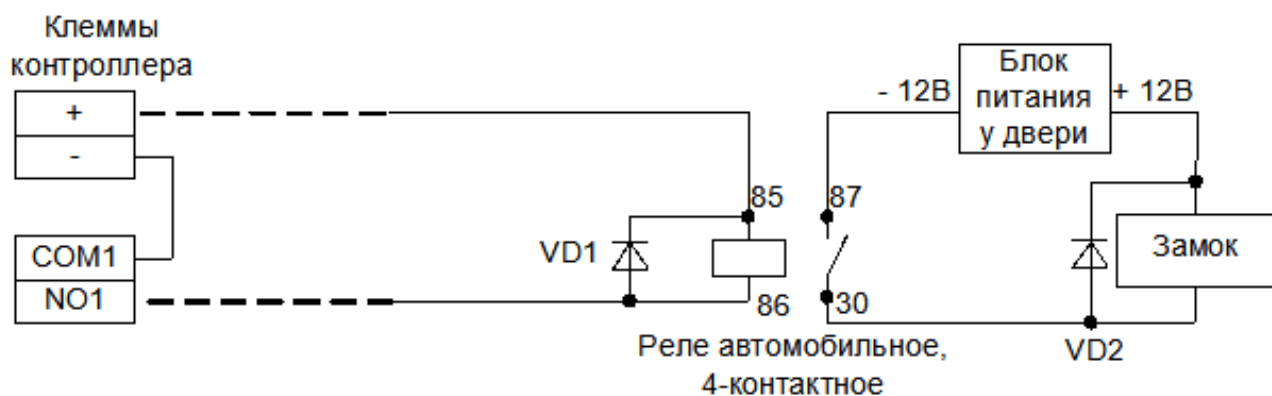 Клеммы
контроллера
+
-
COM1
NO1
VD1
85
86
87
30
Реле автомобильное,
4-контактное
- 12В
Блок
питания
у двери
+ 12В
Замок
VD2